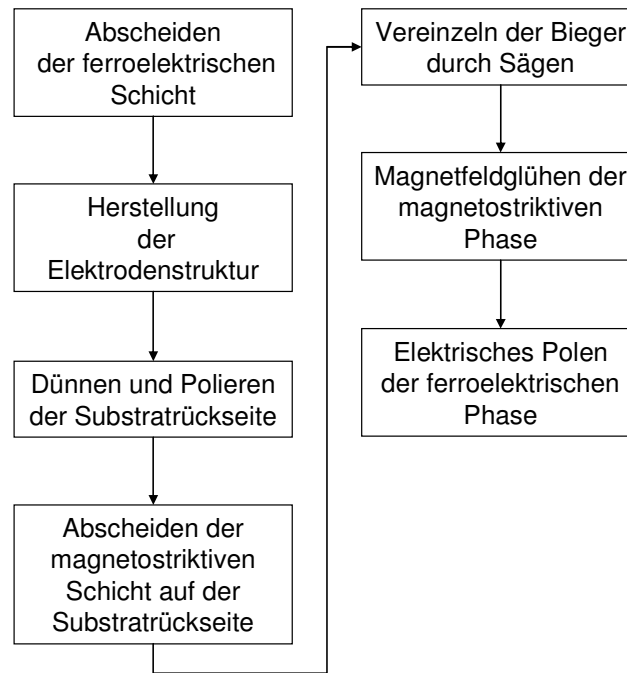 Abscheiden
der ferroelektrischen
Schicht
Herstellung
der
Elektrodenstruktur
Dünnen und Polieren
der Substratrückseite
Abscheiden der
magnetostriktiven
Schicht auf der
Substratrückseite
Vereinzeln der Bieger
durch Sägen
Magnetfeldglühen der
magnetostriktiven
Phase
Elektrisches Polen
der ferroelektrischen
Phase